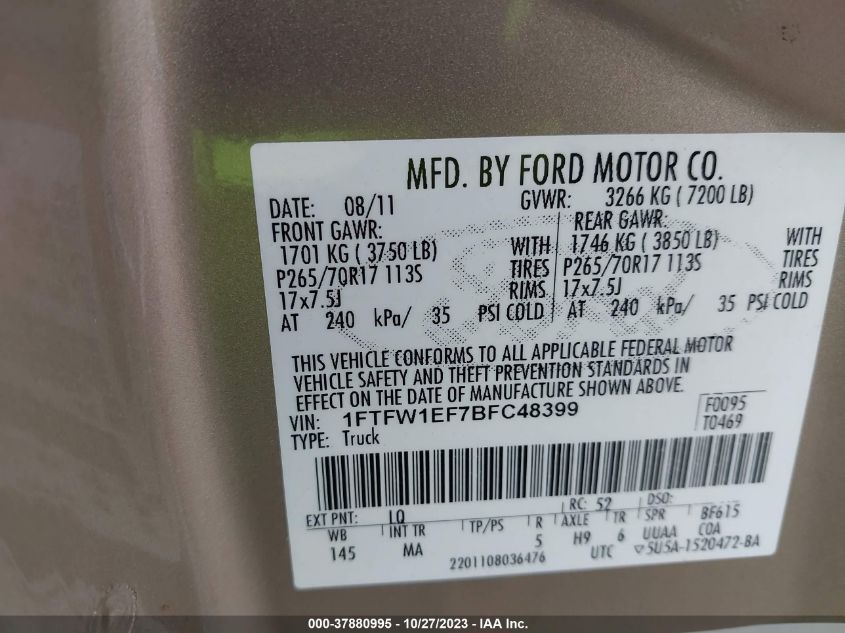 MFD. BY FORD MOTOR CO.
DATE: 08/11 GVWR: 3266 KG ( 7200 LB)
FRONT GAWR: REAR GAWR:
1701 KG ( 3750 LB) WITH 1746 KG ( 3850 LB) WITH
P265/70R17 113S TIRES P265/70R17 113S TIRES
17x7.5J RIMS 17x7.5J RIMS
AT 240 kPa/ 35 PSI COLD AT 240 kPa/ 35 PSI COLD
THIS VEHICLE CONFORMS TO ALL APPLICABLE FEDERAL MOTOR
VEHICLE SAFETY AND THEFT PREVENTION STANDARDS IN
EFFECT ON THE DATE OF MANUFACTURE SHOWN ABOVE.
VIN: 1FTFW1EF7BFC48399 F0095
TYPE: Truck T0469
EXT PNT: LQ RC: 52 DSO:
WB INT TR TP/PS R AXLE TR SPR BF615
145 MA 5 H9 6 UUAA COA
2201108036476 UTC ▽5U5A-1520472-BA
000-37880995 - 10/27/2023 - IAA Inc.